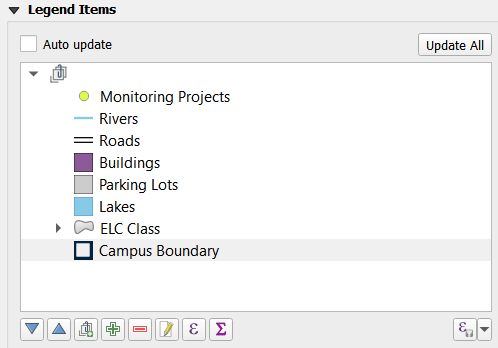 Legend Items
Auto update
Update All
Monitoring Projects
Rivers
Roads
Buildings
Parking Lots
Lakes
ELC Class
Campus Boundary
ε Σ
ε